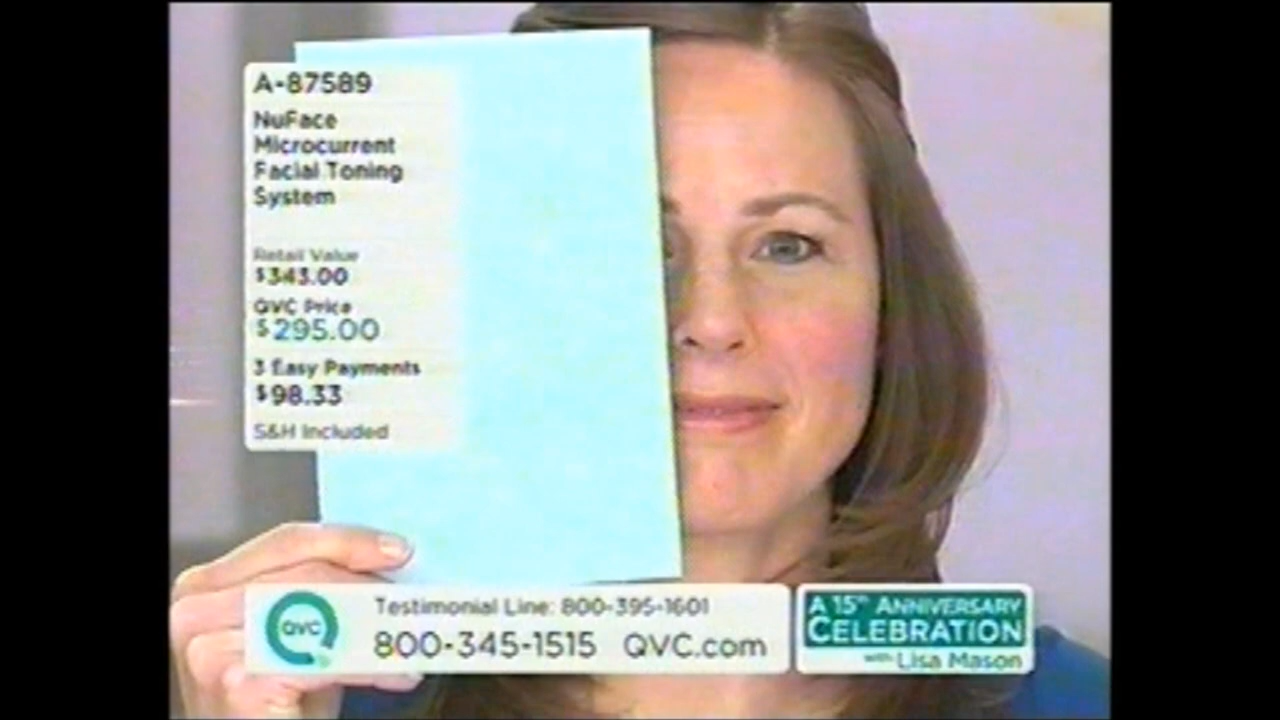 A-87589
NuFace
Microcurrent
Facial Toning
System
Retail Value
$343.00
QVC Price
$295.00
3 Easy Payments
$98.33
S&H Included
QVC
Testimonial Line: 800-395-1601
800-345-1515 QVC.com
A 15th ANNIVERSARY
CELEBRATION
with Lisa Mason